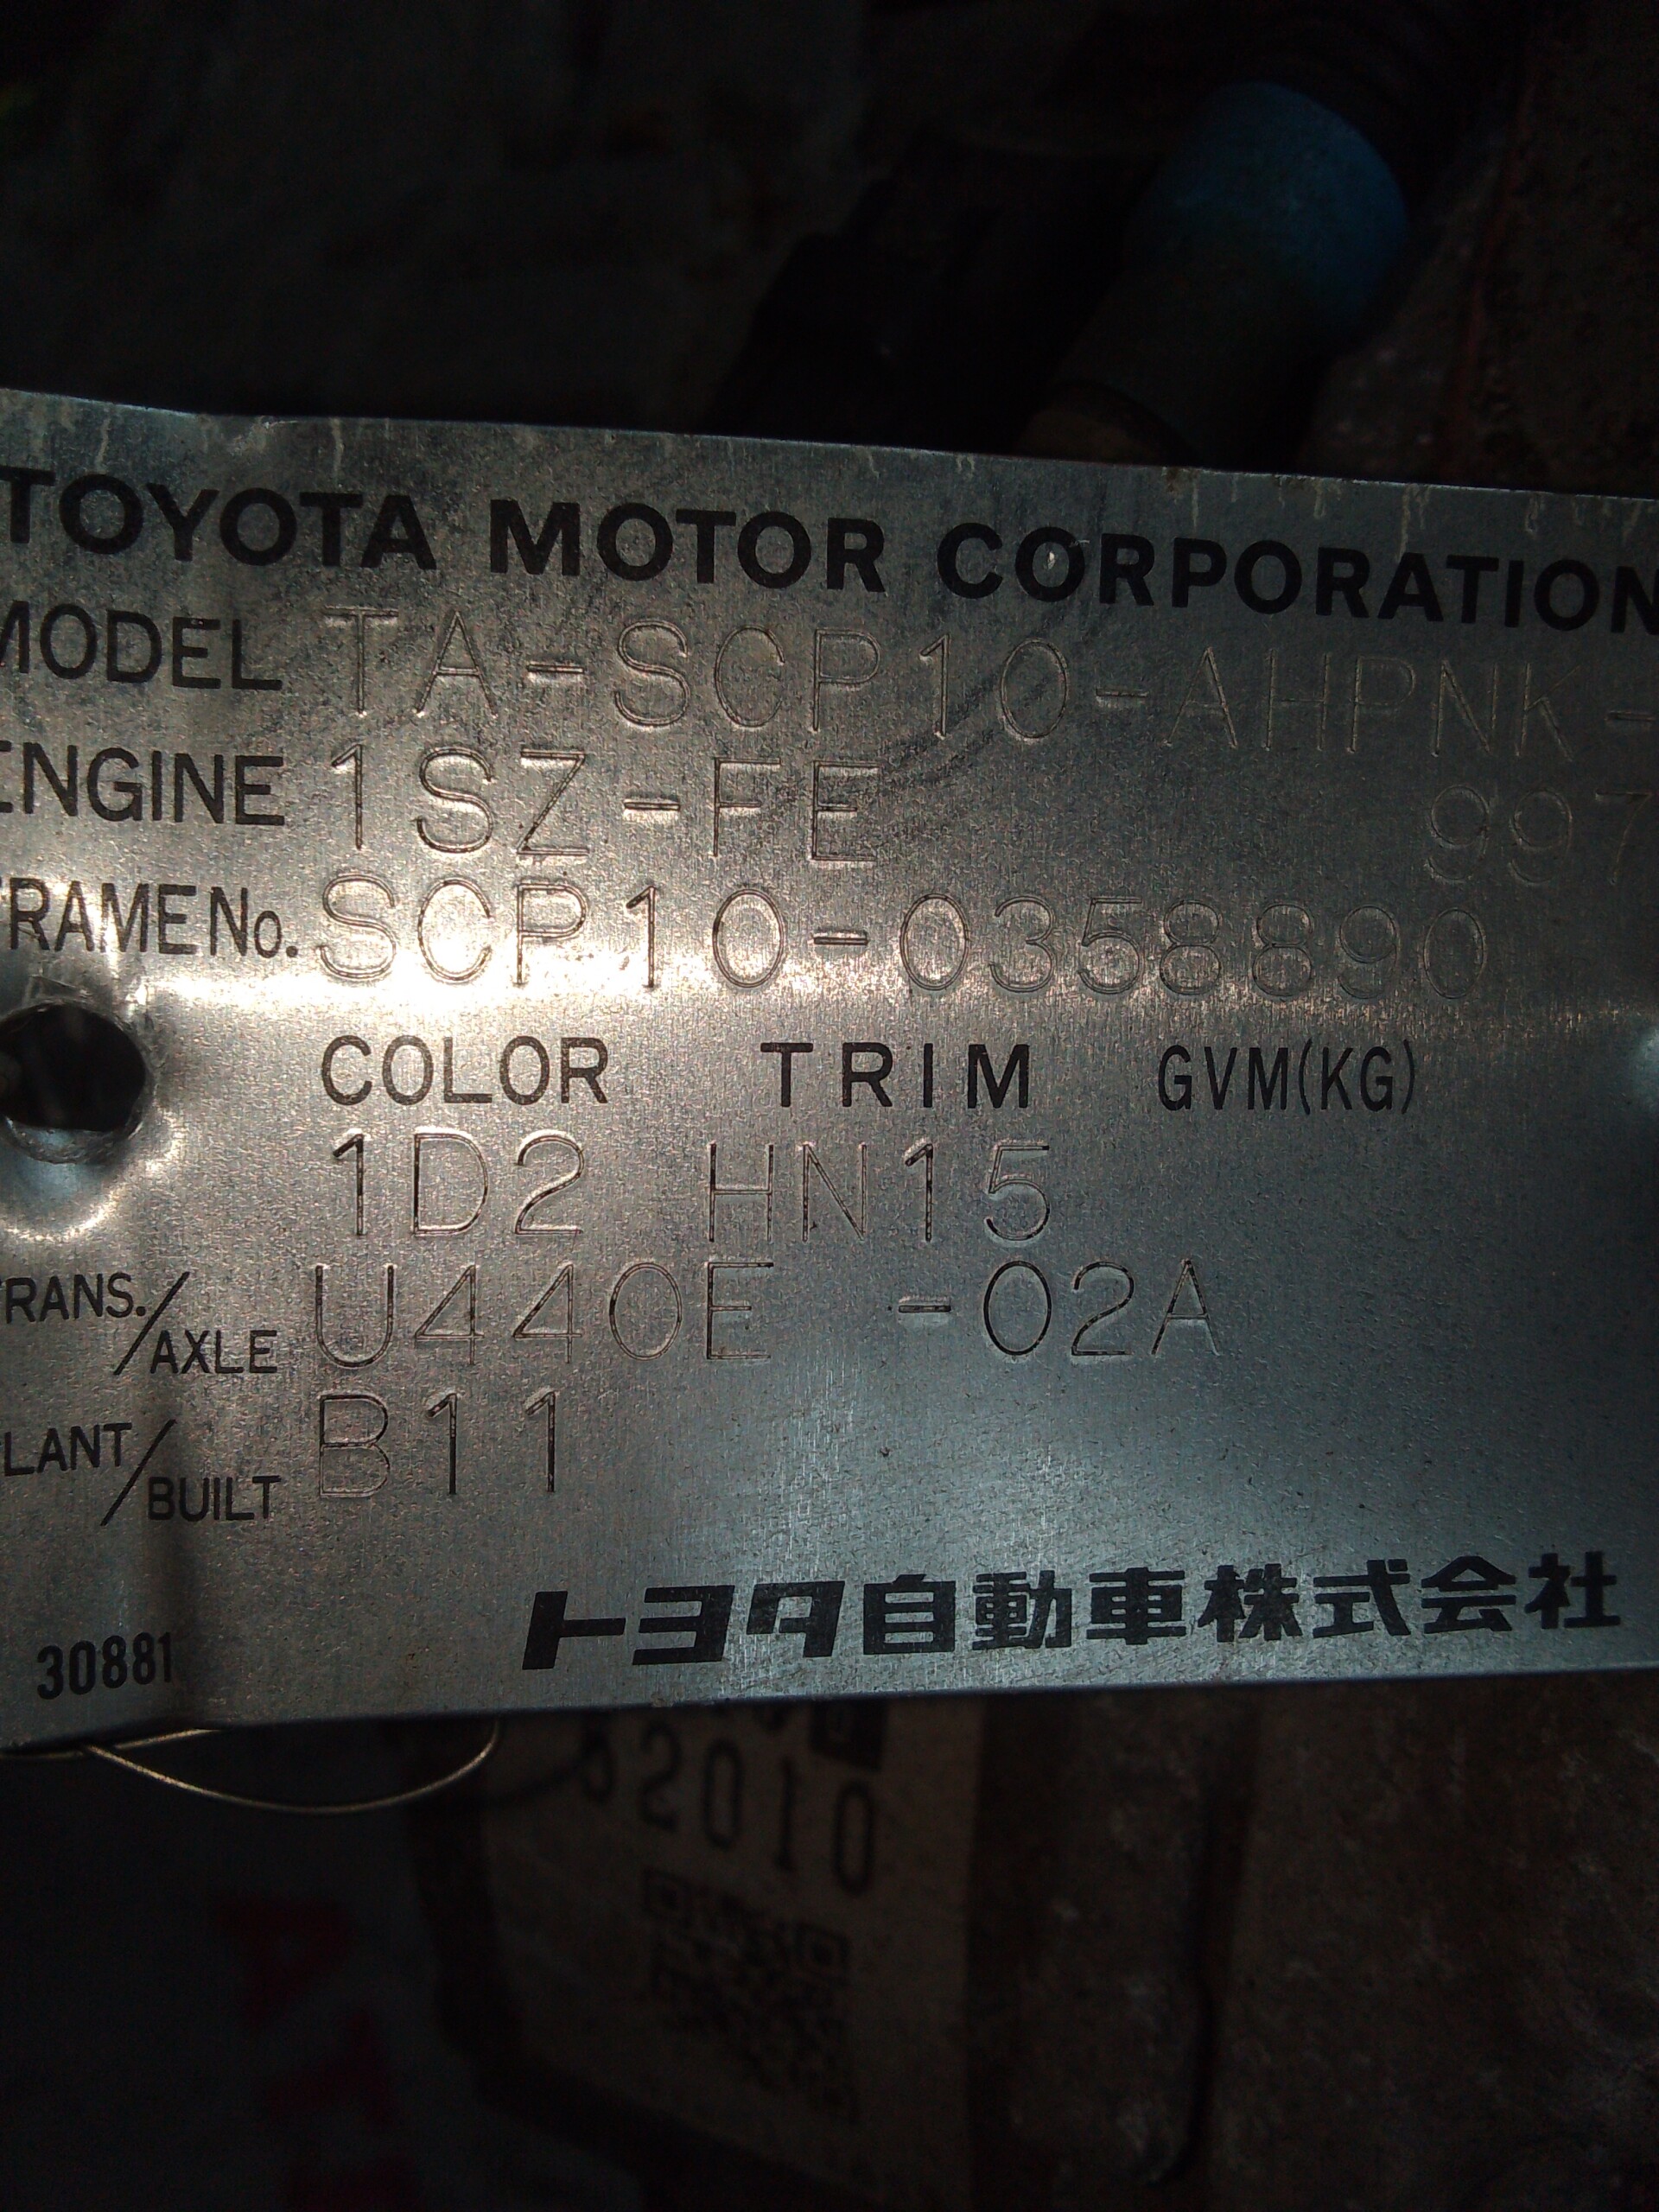 TOYOTA MOTOR CORPORATION
MODEL TA-SCP10-AHPNK-
ENGINE 1SZ-FE 997
FRAME No. SCP10-0358890
COLOR TRIM GVM(KG)
1D2 HN15
TRANS./AXLE U440E -02A
PLANT/BUILT B11
トヨタ自動車株式会社
30881
52010